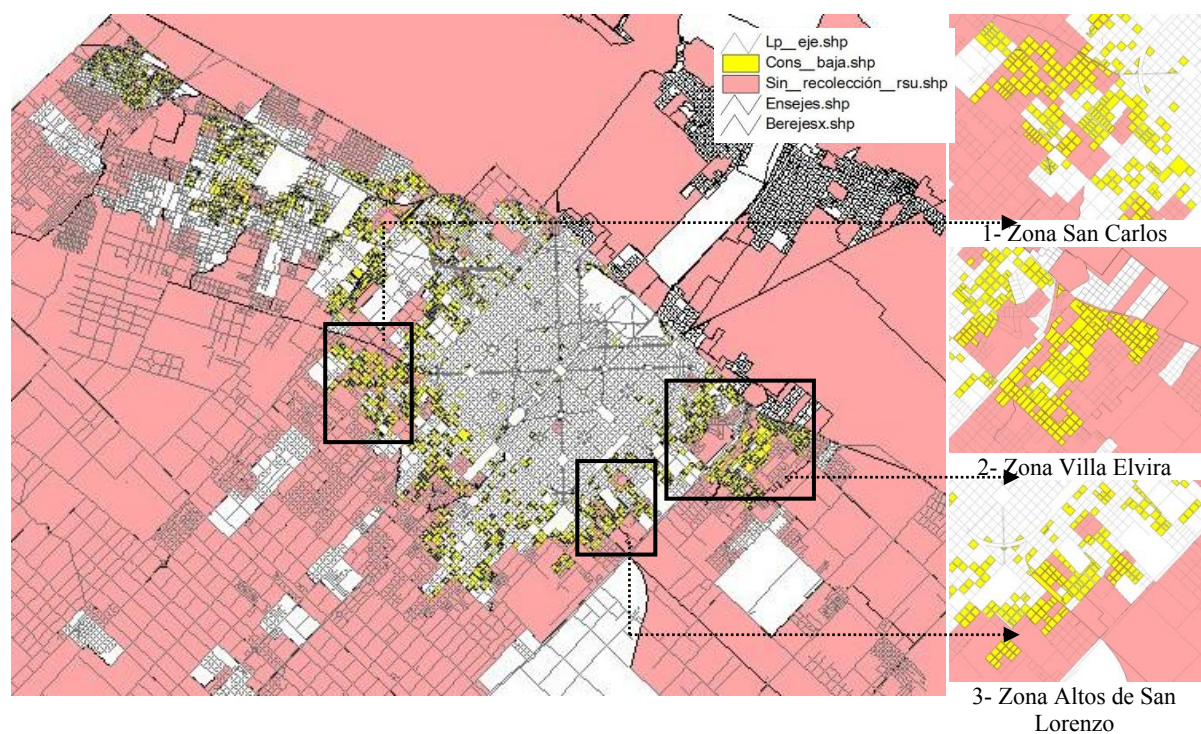 Lp__eje.shp
Cons__baja.shp
Sin__recolección__rsu.shp
Ensejes.shp
Berejesx.shp
1- Zona San Carlos
2- Zona Villa Elvira
3- Zona Altos de San
Lorenzo